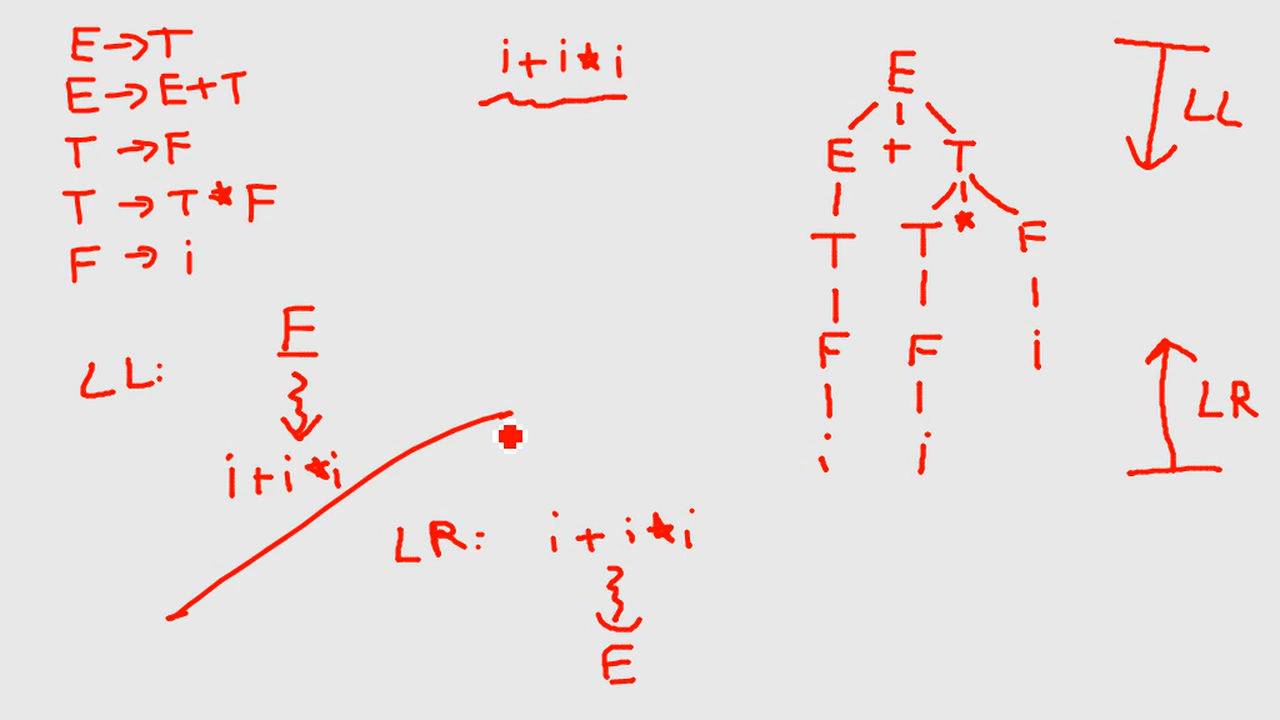 E→T
E→E+T
T→F
T→T*F
F→i
i+i*i
E
E + T
T T * F
F F i
i i
LL
LR
LL:
E
i+i*i
LR: i+i*i
E